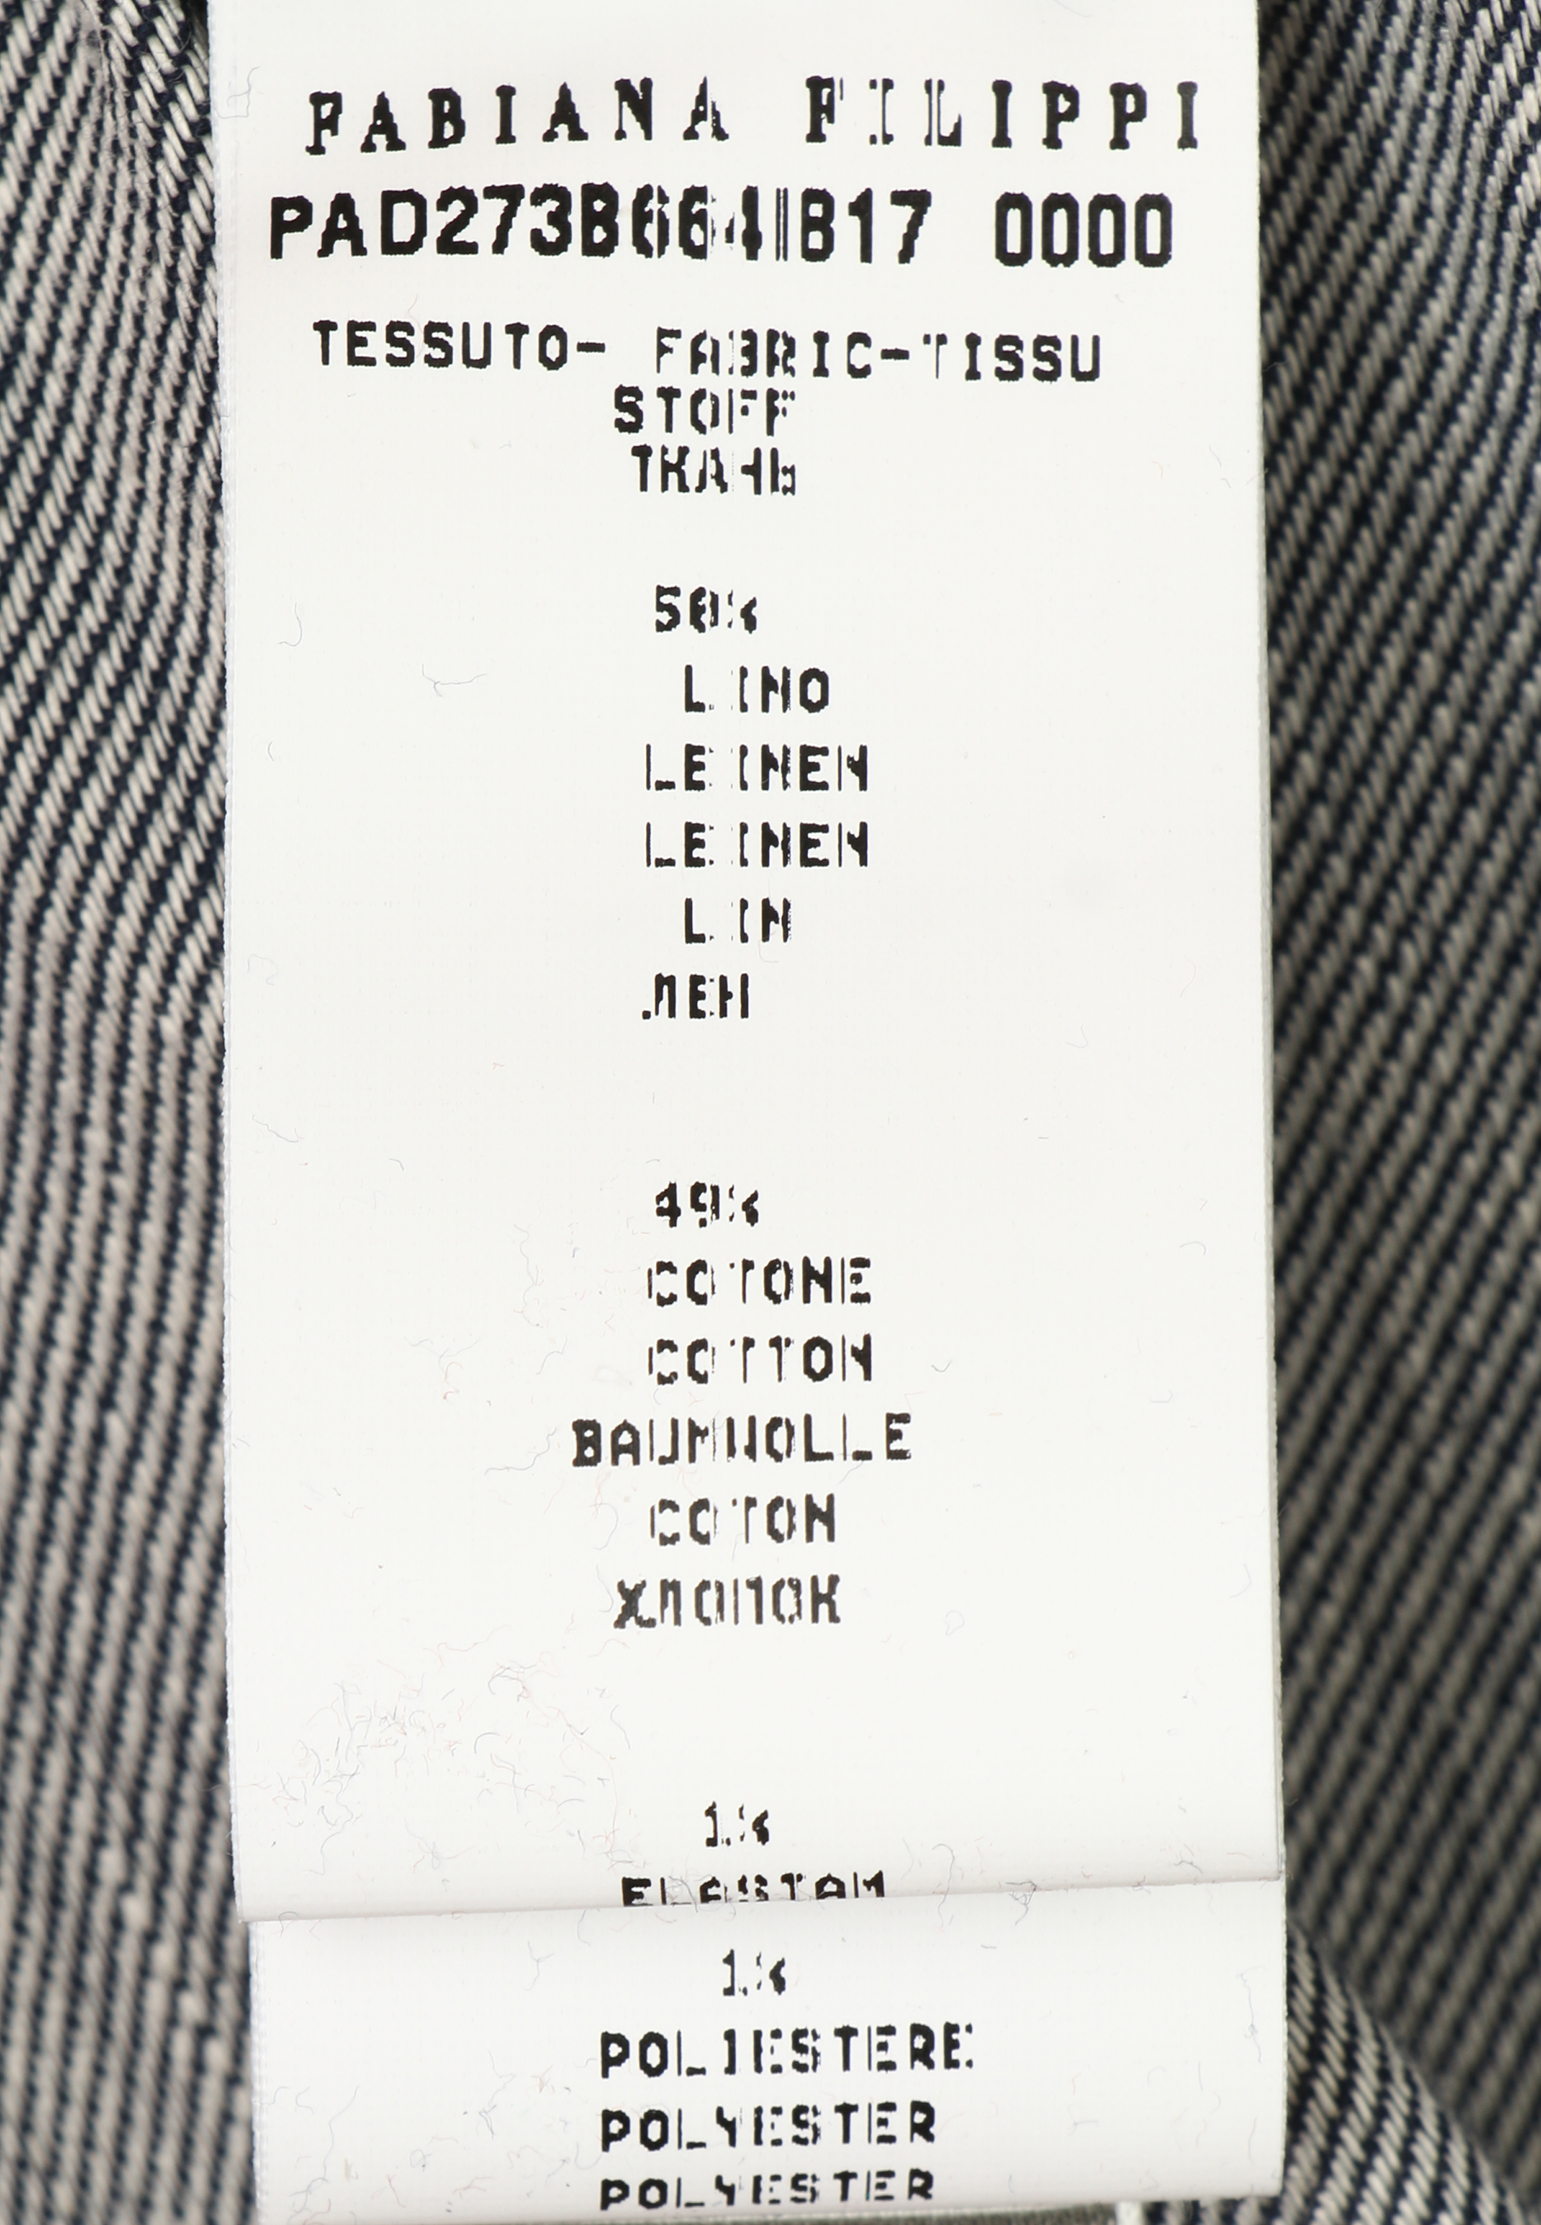 FABIANA FILIPPI
0000
TESSUTO- FABRIC-TISSU
STOFF
ТКАНЬ
50%
LINO
LEINEN
LEINEN
LIN
ЛЕН
49%
COTONE
COTTON
BAUMWOLLE
COTON
ХЛОПОК
1%
ELASTAN
1%
POLIESTERE
POLYESTER
POLYESTER